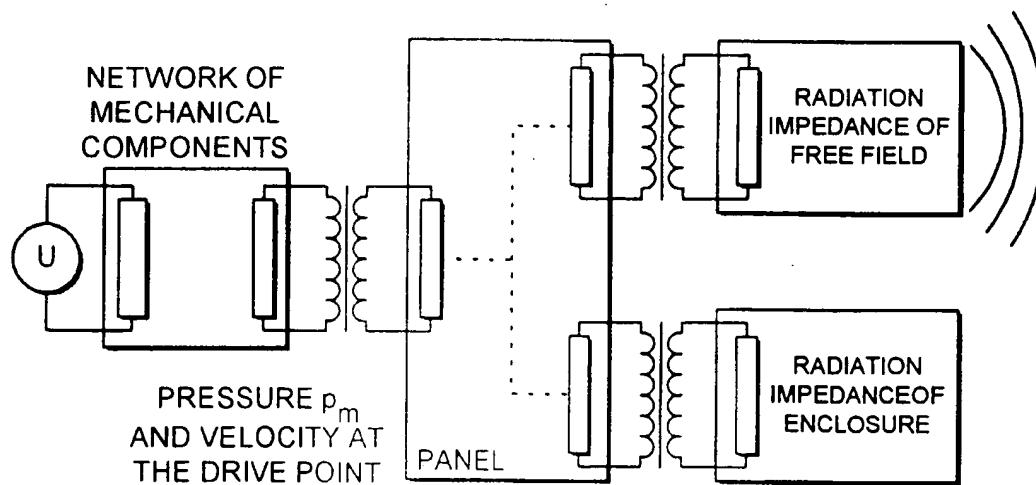 NETWORK OF
MECHANICAL
COMPONENTS
U
PRESSURE pm
AND VELOCITY AT
THE DRIVE POINT
PANEL
RADIATION
IMPEDANCE OF
FREE FIELD
RADIATION
IMPEDANCEOF
ENCLOSURE